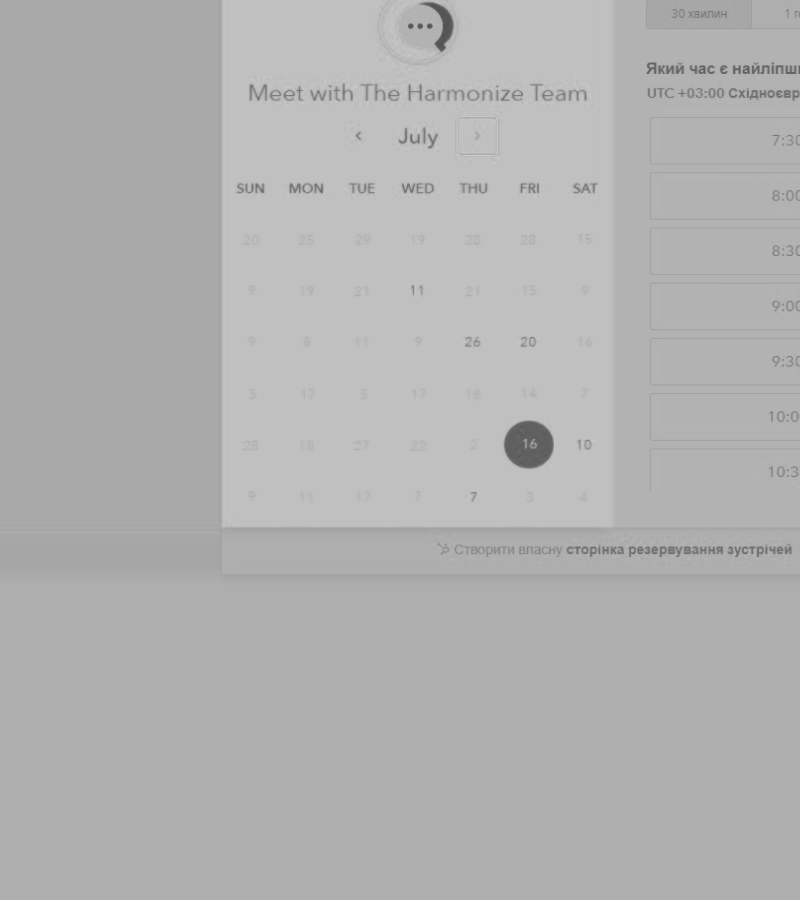 Meet with The Harmonize Team
July
SUN MON TUE WED THU FRI SAT
20 25 29 19 28 28 15
9 19 21 11 21 15 9
9 8 11 9 26 20 16
3 17 3 17 18 14 7
28 18 27 22 2 16 10
9 11 17 7 7 3 4
30 хвилин 1 г
Який час є найліпш
UTC +03:00 Східноєвр
7:30
8:00
8:30
9:00
9:30
10:0
10:3
Створити власну сторінка резервування зустрічей